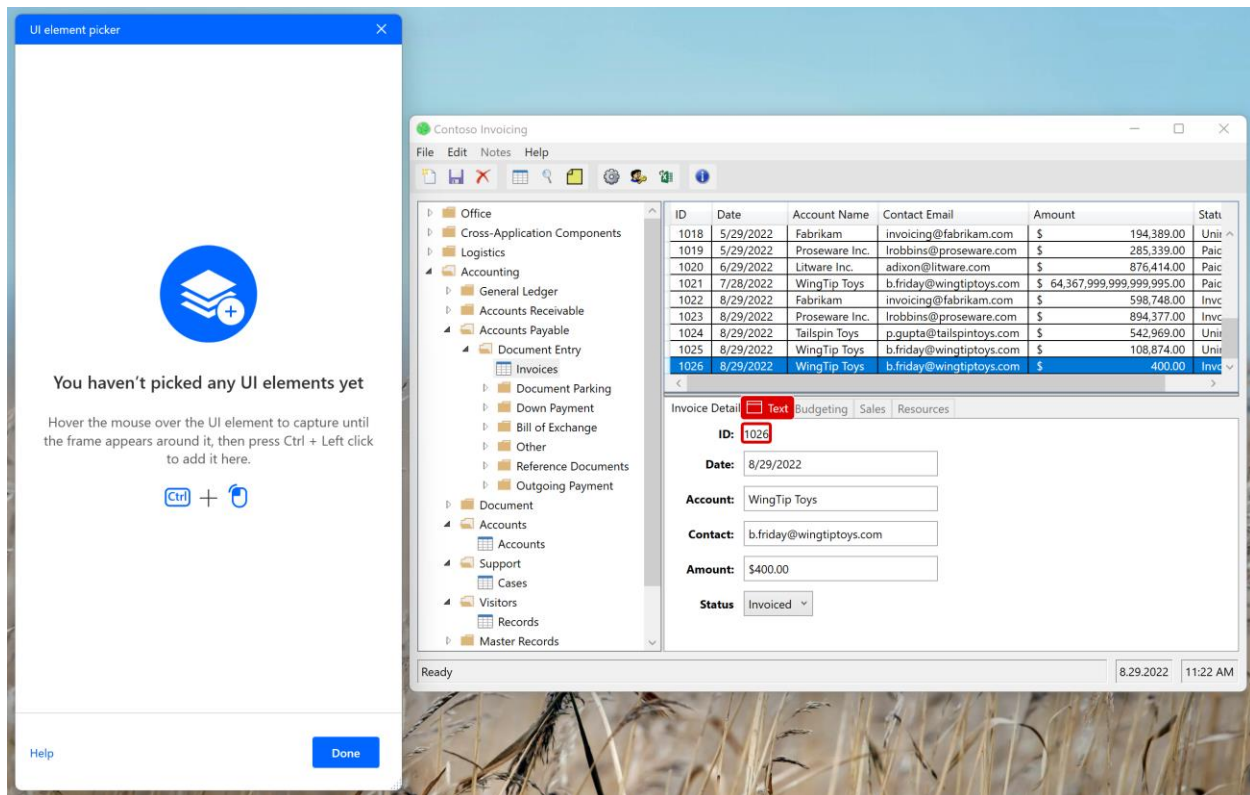 UI element picker
You haven't picked any UI elements yet
Hover the mouse over the UI element to capture until
the frame appears around it, then press Ctrl + Left click
to add it here.
Ctrl +
Help
Done
Contoso Invoicing
File Edit Notes Help
Office
Cross-Application Components
Logistics
Accounting
General Ledger
Accounts Receivable
Accounts Payable
Document Entry
Invoices
Document Parking
Down Payment
Bill of Exchange
Other
Reference Documents
Outgoing Payment
Document
Accounts
Accounts
Support
Cases
Visitors
Records
Master Records
ID Date Account Name Contact Email Amount
1018 5/29/2022 Fabrikam invoicing@fabrikam.com $ 194,389.00
1019 5/29/2022 Proseware Inc. lrobbins@proseware.com $ 285,339.00
1020 6/29/2022 Litware Inc. adixon@litware.com $ 876,414.00
1021 7/28/2022 WingTip Toys b.friday@wingtiptoys.com $ 64,367,999,999,999,995.00
1022 8/29/2022 Fabrikam invoicing@fabrikam.com $ 598,748.00
1023 8/29/2022 Proseware Inc. lrobbins@proseware.com $ 894,377.00
1024 8/29/2022 Tailspin Toys p.gupta@tailspintoys.com $ 542,969.00
1025 8/29/2022 WingTip Toys b.friday@wingtiptoys.com $ 108,874.00
1026 8/29/2022 WingTip Toys b.friday@wingtiptoys.com $ 400.00
Invoice Detail Text Budgeting Sales Resources
ID: 1026
Date: 8/29/2022
Account: WingTip Toys
Contact: b.friday@wingtiptoys.com
Amount: $400.00
Status Invoiced
Ready 8.29.2022 11:22 AM